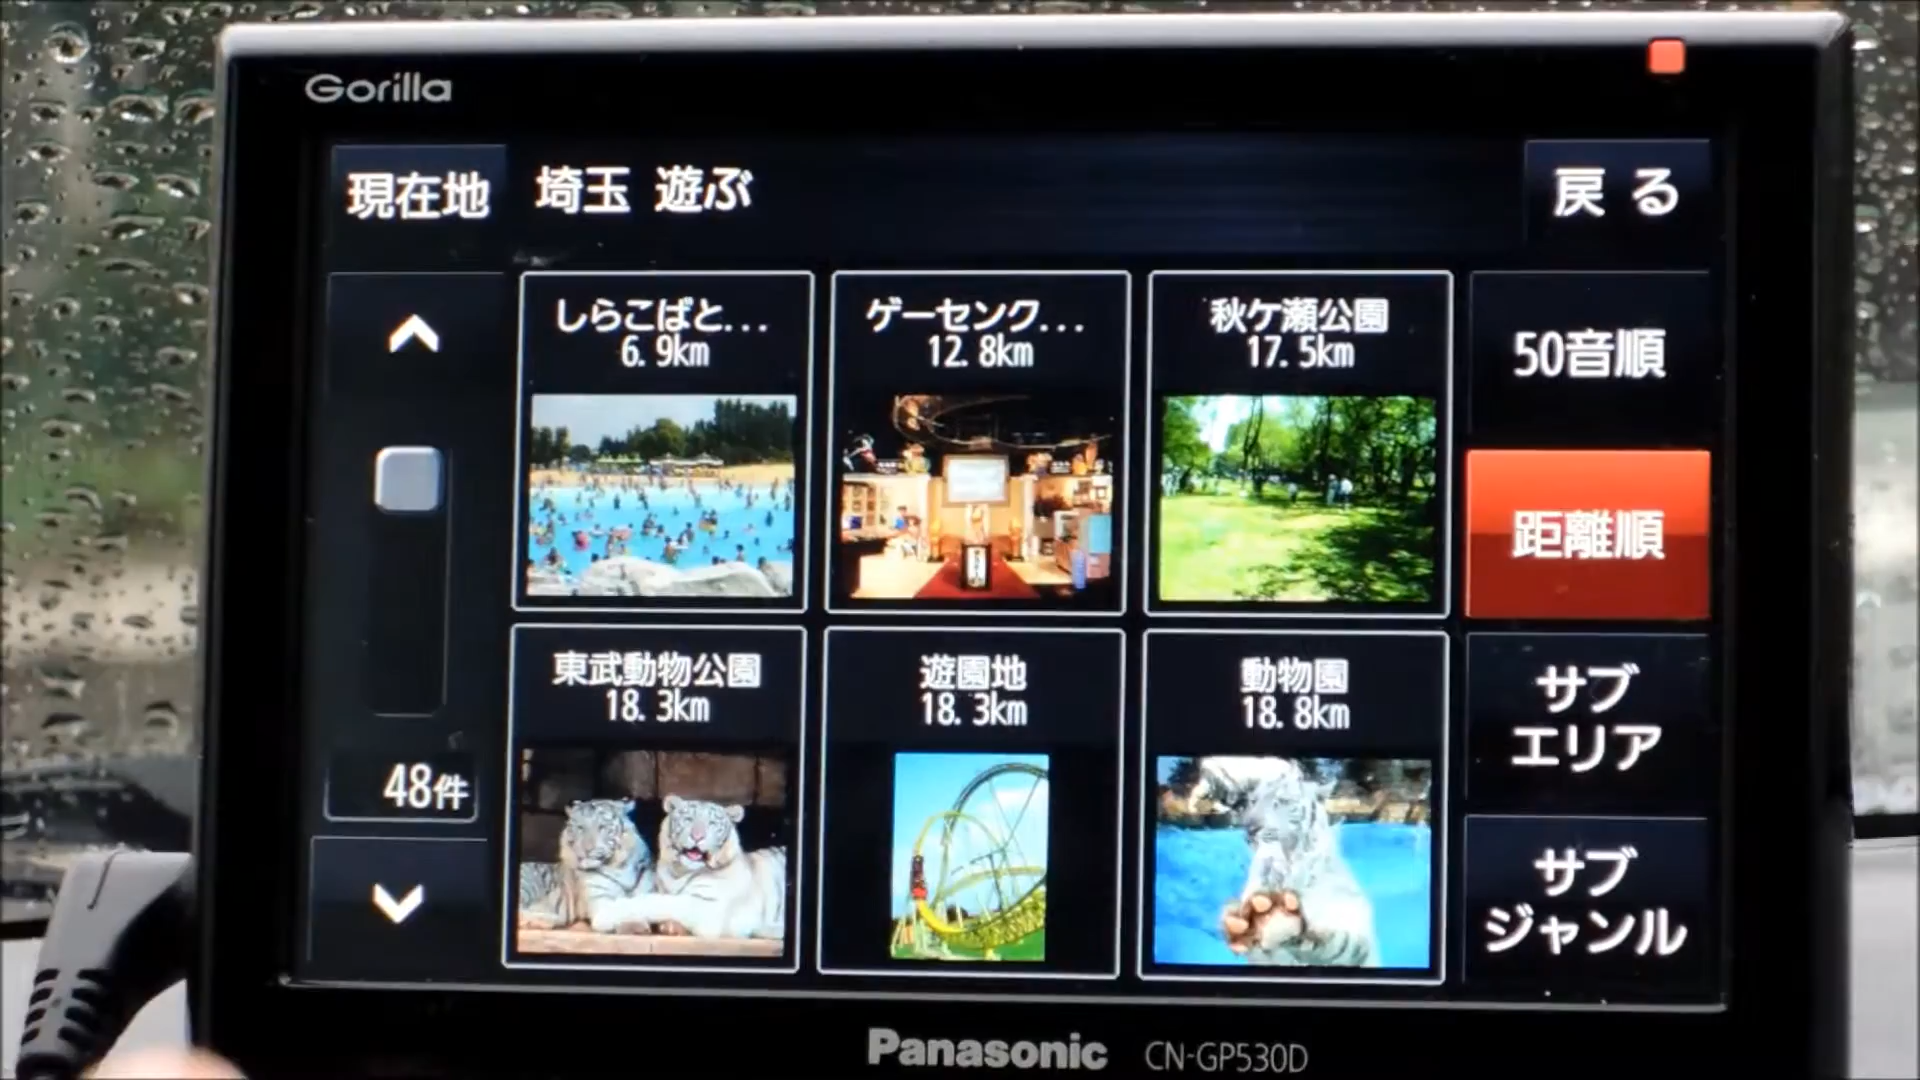 Gorilla
現在地
埼玉 遊ぶ
戻る
しらこばと...
6.9km
ゲーセンク...
12.8km
秋ケ瀬公園
17.5km
50音順
距離順
東武動物公園
18.3km
遊園地
18.3km
動物園
18.8km
サブ
エリア
48件
サブ
ジャンル
Panasonic CN-GP530D